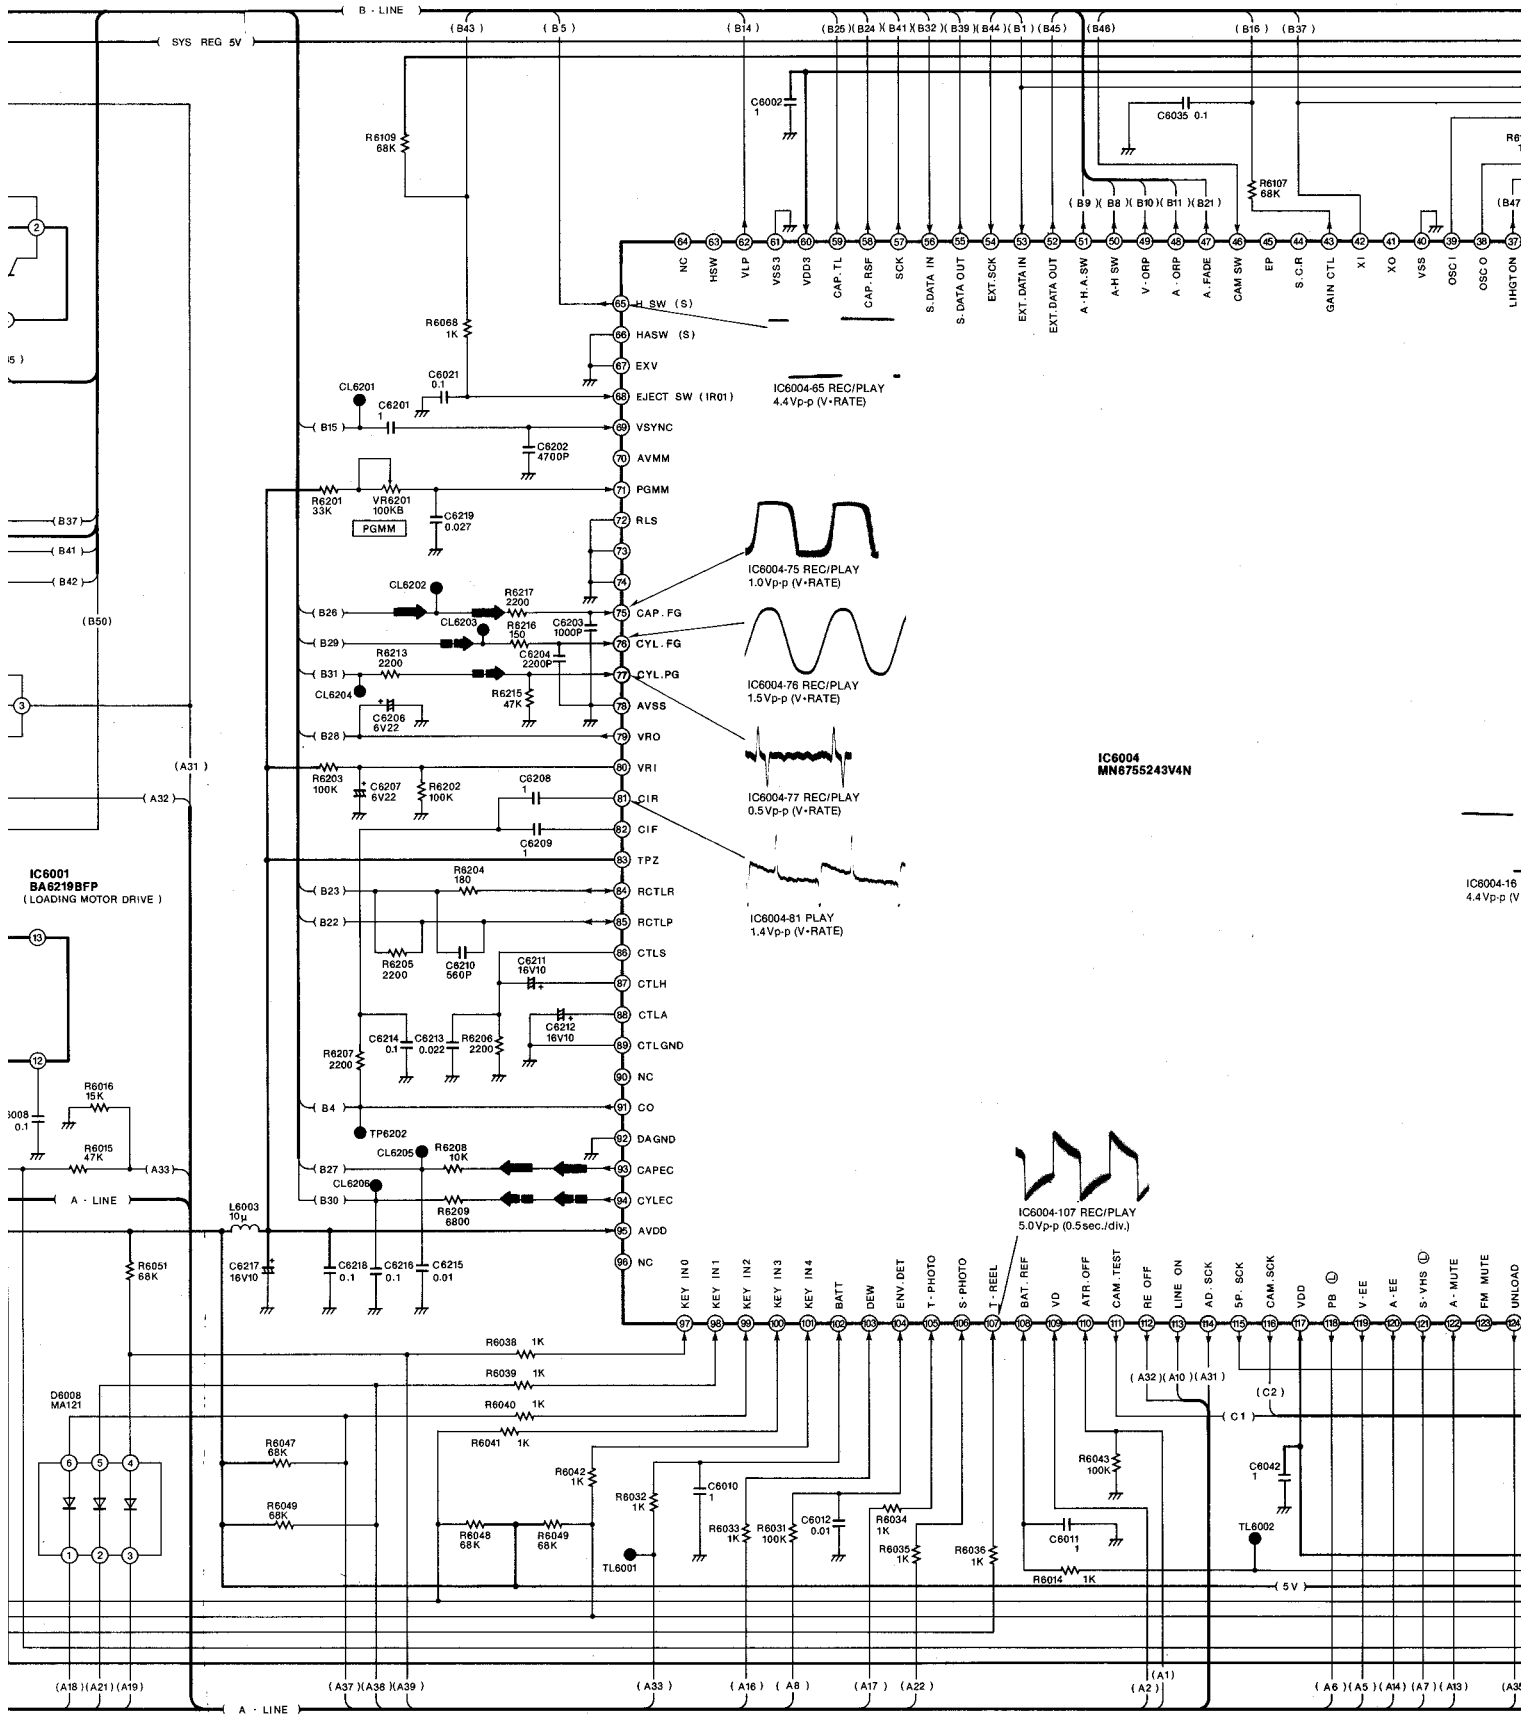 B - LINE
SYS REG 5V
( B43 ) ( B5 ) ( B14 ) ( B25 )( B24 )( B41 )( B32 )( B39 )( B44 )( B1 )( B45 ) ( B46 ) ( B16 ) ( B37 )
C6002
1
C6035 0.1
R6109
68K
R6107
68K
( B9 )( B8 )( B10 )( B11 )( B21 )
( B47
2
64 63 62 61 60 59 58 57 56 55 54 53 52 51 50 49 48 47 46 45 44 43 42 41 40 39 38 37
NC
HSW
VLP
VSS3
VDD3
CAP. TL
CAP. RSF
SCK
S.DATA IN
S.DATA OUT
EXT.SCK
EXT.DATA IN
EXT.DATA OUT
A-H.A.SW
A-H SW
V-ORP
A-ORP
A.FADE
CAM SW
EP
S.C.R
GAIN CTL
XI
XO
VSS
OSC I
OSC O
LIHGT ON
65 H SW (S)
R6068
1K
66 HASW (S)
67 EXV
IC6004-65 REC/PLAY
4.4Vp-p (V•RATE)
C6021
0.1
68 EJECT SW (IR01)
CL6201
C6201
1
( B15 )
69 VSYNC
C6202
4700P
70 AVMM
71 PGMM
R6201
33K
VR6201
100KB
PGMM
C6219
0.027
72 RLS
73
74
( B37 )
( B41 )
( B42 )
( B50)
IC6004-75 REC/PLAY
1.0Vp-p (V•RATE)
CL6202
R6217
2200
( B26 )
75 CAP. FG
CL6203
R6216
150
C6203
1000P
( B29 )
76 CYL. FG
R6213
2200
C6204
2200P
( B31 )
77 CYL.PG
CL6204
R6215
47K
IC6004-76 REC/PLAY
1.5Vp-p (V•RATE)
3
C6206
6V22
78 AVSS
( B28 )
79 VRO
IC6004
MN6755243V4N
(A31)
R6203
100K
80 VRI
C6207
6V22
R6202
100K
C6208
1
IC6004-77 REC/PLAY
0.5Vp-p (V•RATE)
( A32 )
81 CIR
82 CIF
C6209
1
83 TPZ
IC6001
BA6219BFP
( LOADING MOTOR DRIVE )
R6204
180
( B23 )
84 RCTLR
IC6004-16
4.4Vp-p (V
( B22 )
85 RCTLP
IC6004-81 PLAY
1.4Vp-p (V•RATE)
13
R6205
2200
C6210
560P
86 CTLS
C6211
16V10
87 CTLH
88 CTLA
C6212
16V10
R6207
2200
C6214
0.1
C6213
0.022
R6206
2200
89 CTLGND
12
90 NC
R6016
15K
0.1
( B4 )
91 CO
TP6202
92 DAGND
R6015
47K
( A33 )
CL6205
R6208
10K
( B27 )
93 CAPEC
CL6206
A - LINE
( B30 )
94 CYLEC
R6209
6800
L6003
10μ
95 AVDD
IC6004-107 REC/PLAY
5.0Vp-p (0.5sec./div.)
R6051
68K
C6217
16V10
C6218
0.1
C6216
0.1
C6215
0.01
96 NC
KEY IN0
KEY IN1
KEY IN2
KEY IN3
KEY IN4
BATT
DEW
ENV.DET
T-PHOTO
S-PHOTO
T.REEL
BAT.REF
VD
ATR.OFF
CAM.TEST
RE OFF
LINE ON
AD.SCK
5P. SCK
CAM.SCK
VDD
PB Ⓛ
V-EE
A-EE
S-VHS Ⓛ
A-MUTE
FM MUTE
UNLOAD
97 98 99 100 101 102 103 104 105 106 107 108 109 110 111 112 113 114 115 116 117 118 119 120 121 122 123 124
R6038 1K
R6039 1K
( A32 )( A10 )( A31 )
( C2 )
D6008
MA121
R6040 1K
( C1 )
R6041 1K
6 5 4
R6047
68K
R6042
1K
R6032
1K
C6010
1
R6043
100K
C6042
1
R6049
68K
R6048
68K
R6049
68K
R6033
1K
R6031
100K
C6012
0.01
R6034
1K
R6035
1K
R6036
1K
C6011
1
TL6002
1 2 3
TL6001
R6014 1K
( 5V )
( A18 )( A21 )( A19 ) ( A37 )( A38 )( A39 ) ( A33 ) ( A16 ) ( A8 ) ( A17 ) ( A22 )
( A1 )
( A2 )
( A6 )( A5 )( A14 ) ( A7 )( A13 ) ( A35
( A - LINE )